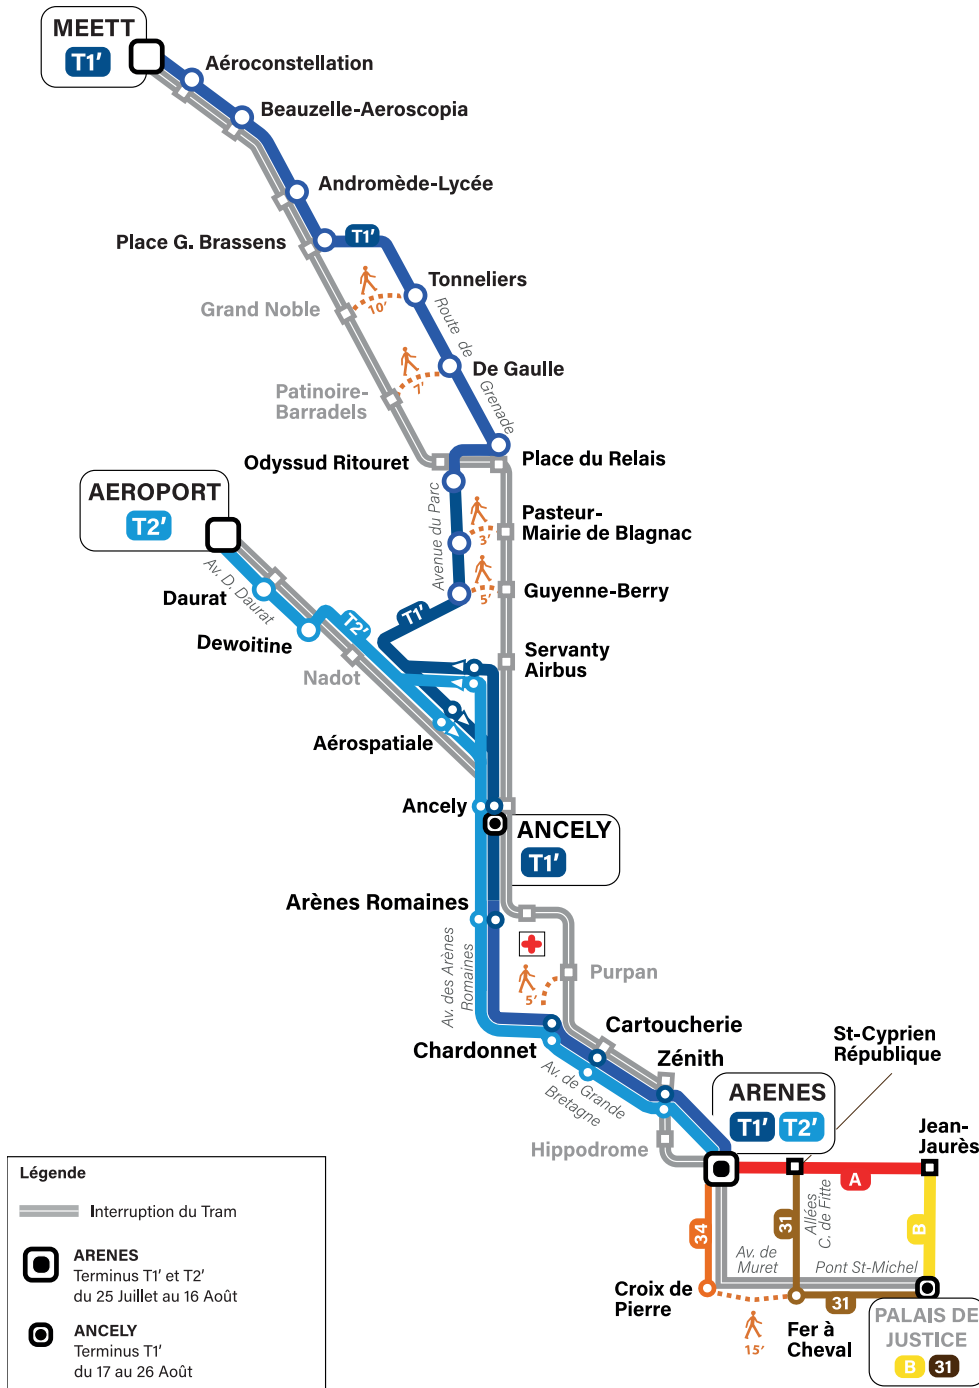 MEETT
T1'
Aéroconstellation
Beauzelle-Aeroscopia
Andromède-Lycée
Place G. Brassens
T1'
Tonneliers
Grand Noble
10'
Route de
Grenade
De Gaulle
7'
Patinoire-
Barradels
Odyssud Ritouret
Place du Relais
AEROPORT
T2'
Avenue du Parc
Pasteur-
Mairie de Blagnac
3'
Av. D. Daurat
Daurat
5'
Guyenne-Berry
T1'
T2'
Dewoitine
Nadot
Servanty
Airbus
Aérospatiale
Ancely
ANCELY
T1'
Arènes Romaines
Av. des Arènes
Romaines
Purpan
5'
Cartoucherie
Chardonnet
Zénith
St-Cyprien
République
Av. de Grande
Bretagne
ARENES
T1' T2'
Hippodrome
Jean-
Jaurès
A
34
31
Allées
C. de Fitte
B
Av. de
Muret
Pont St-Michel
Croix de
Pierre
31
15'
Fer à
Cheval
PALAIS DE
JUSTICE
B 31
Légende
Interruption du Tram
ARENES
Terminus T1' et T2'
du 25 Juillet au 16 Août
ANCELY
Terminus T1'
du 17 au 26 Août